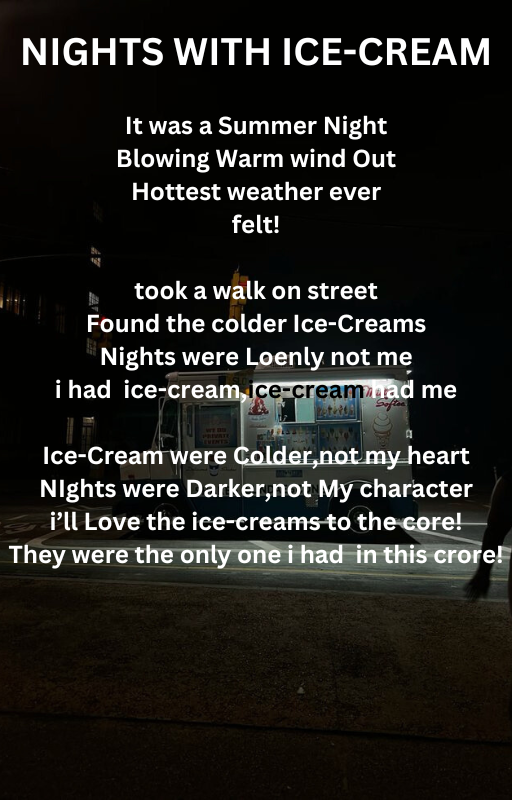 NIGHTS WITH ICE-CREAM
It was a Summer Night
Blowing Warm wind Out
Hottest weather ever
felt!
took a walk on street
Found the colder Ice-Creams
Nights were Loenly not me
i had  ice-cream,ice-cream had me
Ice-Cream were Colder,not my heart
NIghts were Darker,not My character
i’ll Love the ice-creams to the core!
They were the only one i had  in this crore!